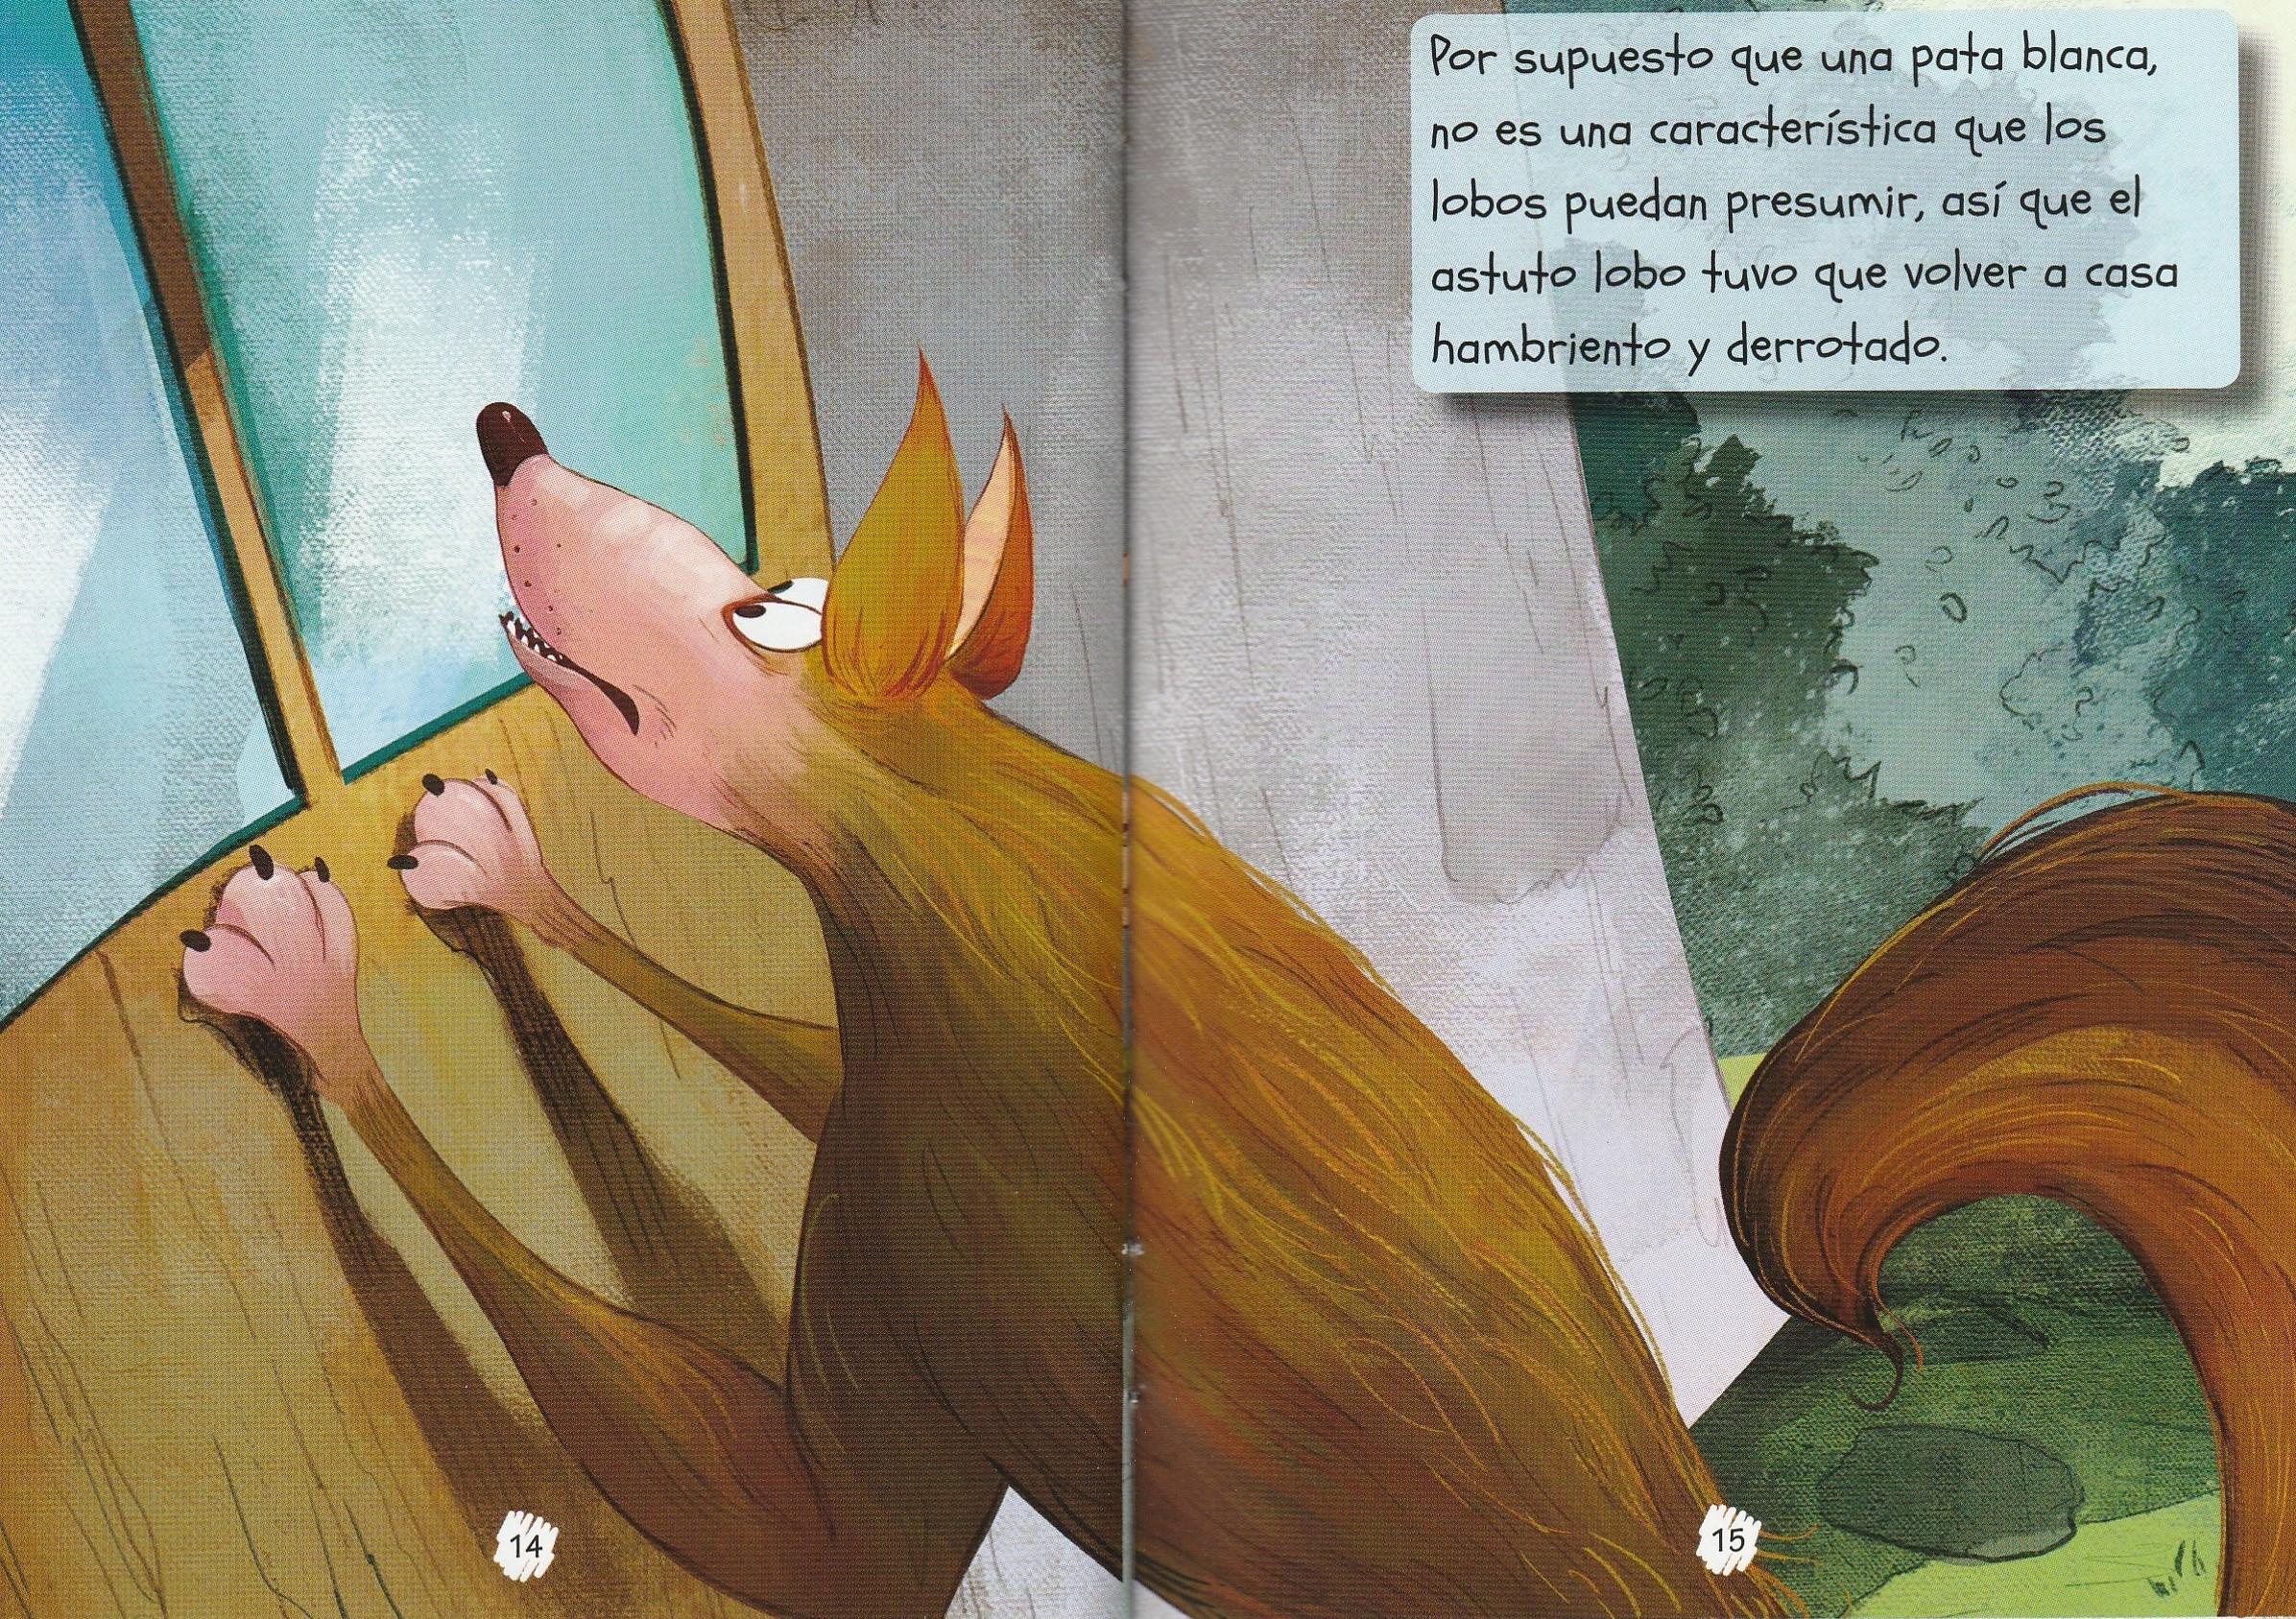 Por supuesto que una pata blanca,
no es una característica que los
lobos puedan presumir, así que el
astuto lobo tuvo que volver a casa
hambriento y derrotado.
14
15